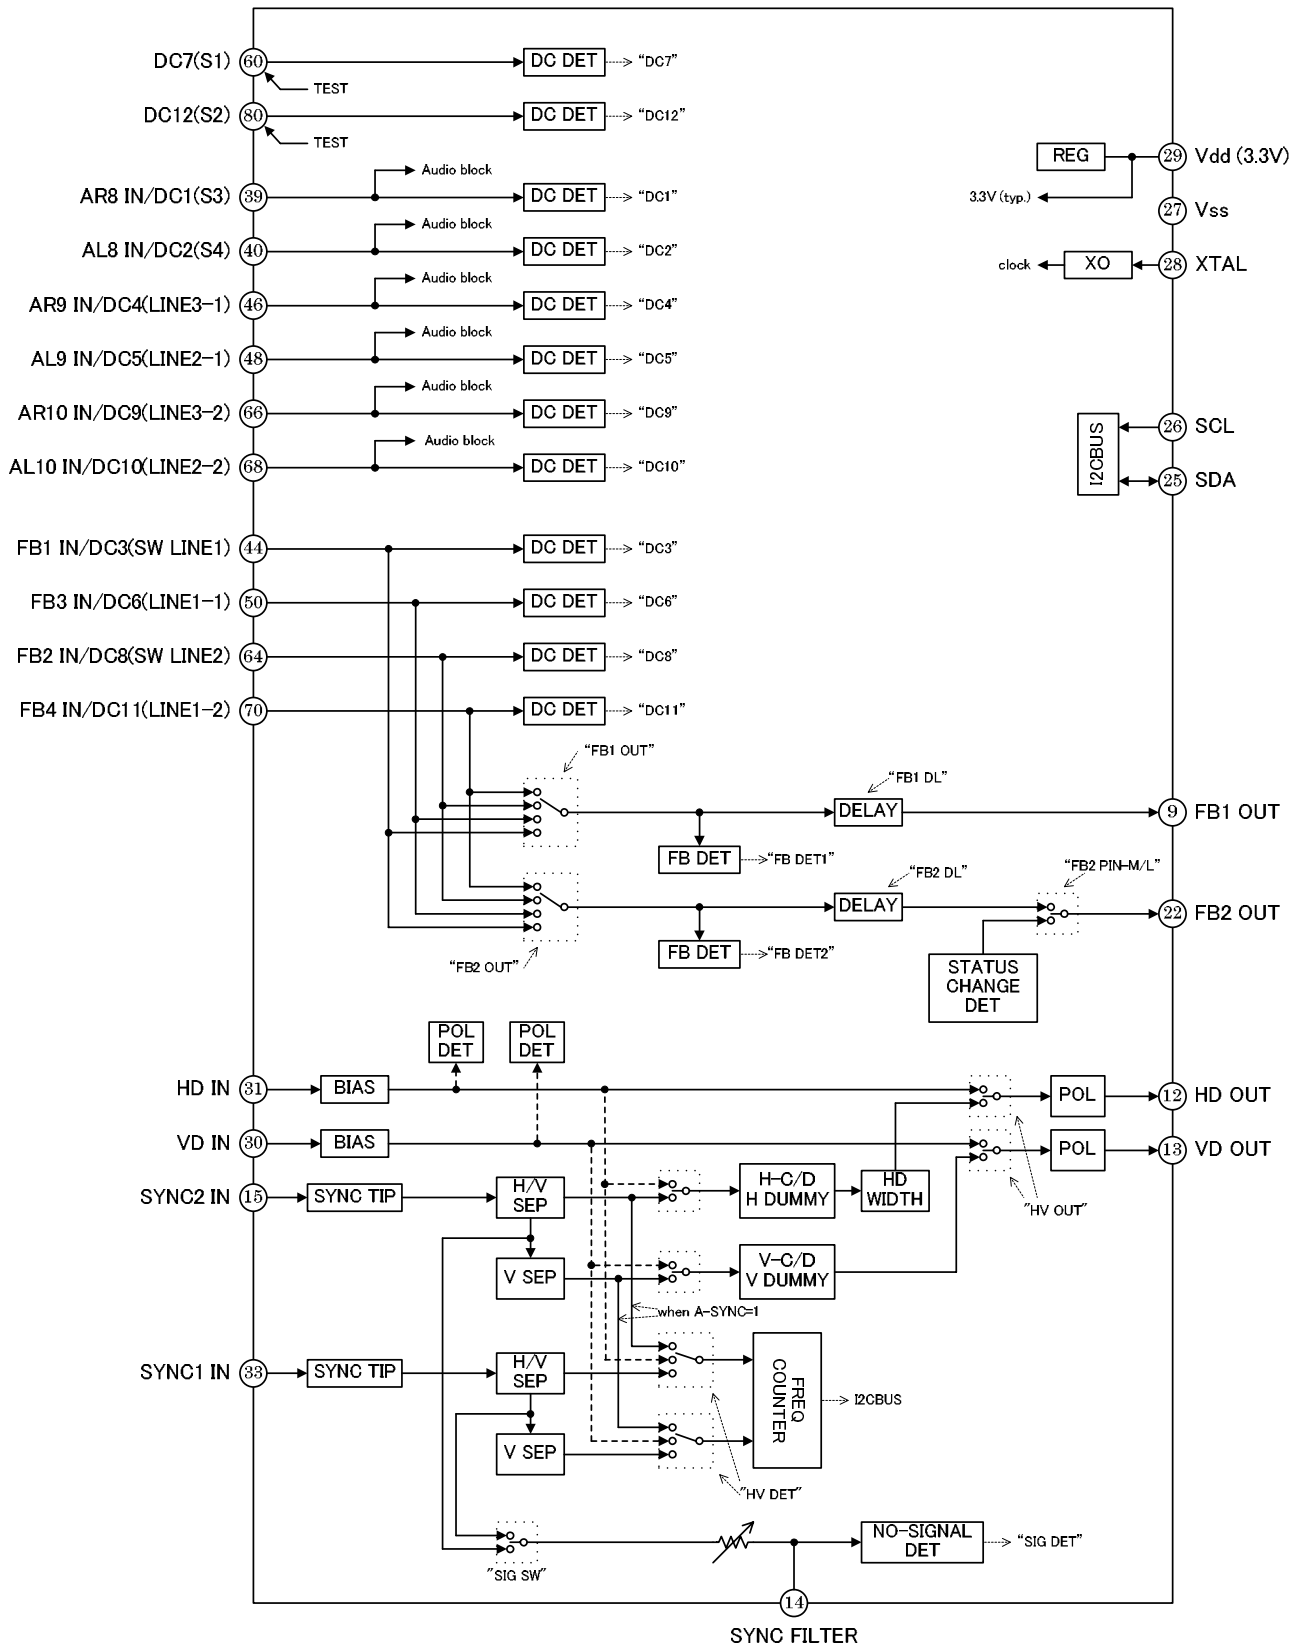 DC7(S1) 60 DC DET "DC7"
TEST
DC12(S2) 80 DC DET "DC12"
TEST
REG 29 Vdd (3.3V)
Audio block
AR8 IN/DC1(S3) 39 DC DET "DC1"
3.3V (typ.)
27 Vss
Audio block
AL8 IN/DC2(S4) 40 DC DET "DC2"
clock XO 28 XTAL
Audio block
AR9 IN/DC4(LINE3-1) 46 DC DET "DC4"
Audio block
AL9 IN/DC5(LINE2-1) 48 DC DET "DC5"
Audio block
AR10 IN/DC9(LINE3-2) 66 DC DET "DC9"
26 SCL
I2CBUS
Audio block
AL10 IN/DC10(LINE2-2) 68 DC DET "DC10"
25 SDA
FB1 IN/DC3(SW LINE1) 44 DC DET "DC3"
FB3 IN/DC6(LINE1-1) 50 DC DET "DC6"
FB2 IN/DC8(SW LINE2) 64 DC DET "DC8"
FB4 IN/DC11(LINE1-2) 70 DC DET "DC11"
"FB1 OUT"
"FB1 DL"
DELAY 9 FB1 OUT
FB DET "FB DET1"
"FB2 DL"
"FB2 PIN-M/L"
DELAY 22 FB2 OUT
FB DET "FB DET2"
"FB2 OUT"
STATUS
CHANGE
DET
POL
DET
POL
DET
HD IN 31 BIAS POL 12 HD OUT
VD IN 30 BIAS POL 13 VD OUT
SYNC2 IN 15 SYNC TIP
H/V
SEP
H-C/D
H DUMMY
HD
WIDTH
"HV OUT"
V SEP
V-C/D
V DUMMY
when A-SYNC=1
SYNC1 IN 33 SYNC TIP
H/V
SEP
FREQ
COUNTER
I2CBUS
V SEP
"HV DET"
NO-SIGNAL
DET
"SIG DET"
"SIG SW"
14
SYNC FILTER